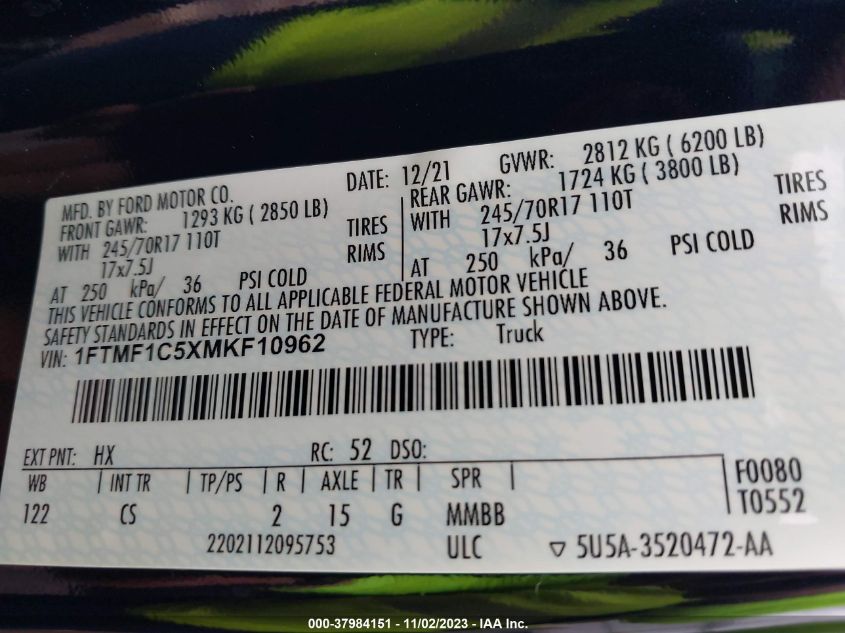 MFD. BY FORD MOTOR CO.
DATE: 12/21
GVWR: 2812 KG ( 6200 LB)
FRONT GAWR: 1293 KG ( 2850 LB)
WITH 245/70R17 110T TIRES
17x7.5J RIMS
AT 250 kPa/ 36 PSI COLD
REAR GAWR: 1724 KG ( 3800 LB)
WITH 245/70R17 110T TIRES
17x7.5J RIMS
AT 250 kPa/ 36 PSI COLD
THIS VEHICLE CONFORMS TO ALL APPLICABLE FEDERAL MOTOR VEHICLE
SAFETY STANDARDS IN EFFECT ON THE DATE OF MANUFACTURE SHOWN ABOVE.
VIN: 1FTMF1C5XMKF10962 TYPE: Truck
EXT PNT: HX RC: 52 DSO:
WB | INT TR | TP/PS | R | AXLE | TR | SPR |
122 CS 2 15 G MMBB
F0080
T0552
2202112095753 ULC ▽ 5U5A-3520472-AA
000-37984151 - 11/02/2023 - IAA Inc.